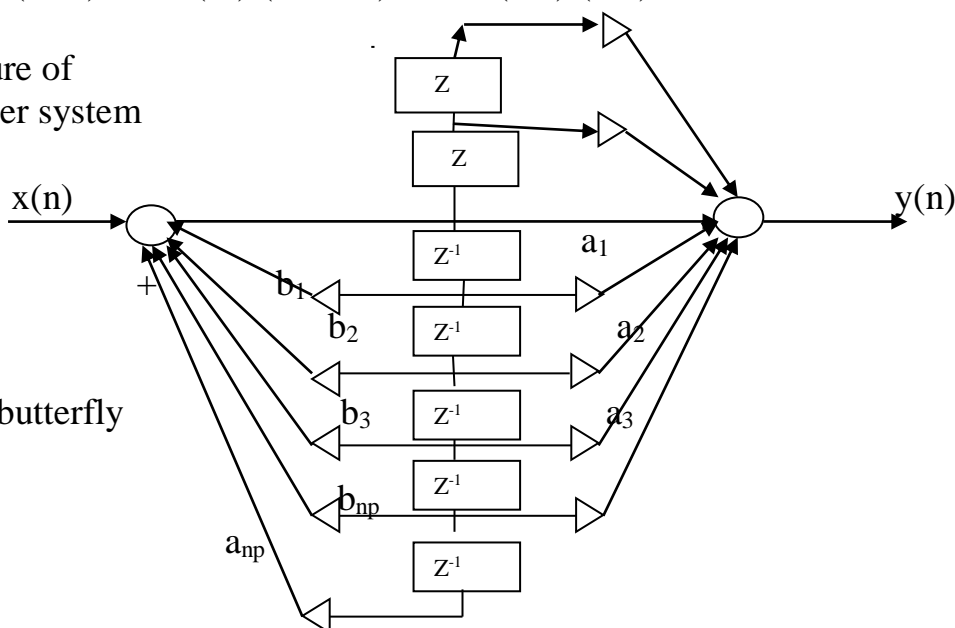 ure of
er system
Z
Z
x(n)
y(n)
Z-1
a1
+
b1
Z-1
b2
a2
butterfly
b3
Z-1
a3
Z-1
bnp
anp
Z-1